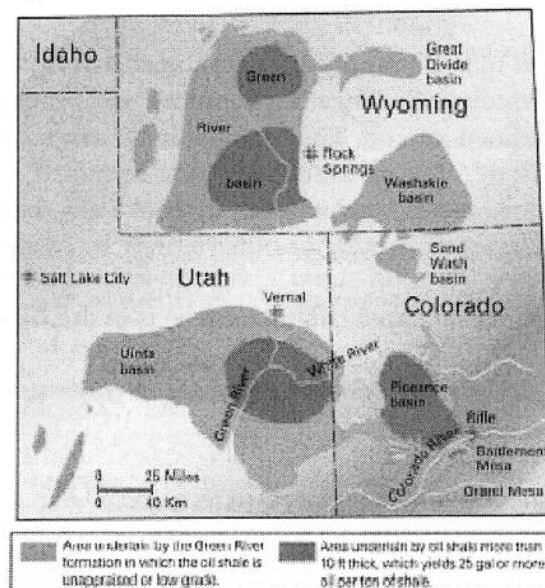 Idaho
Great
Divide
basin
Green
Wyoming
River
Rock
Springs
basin
Washakie
basin
Sand
Wash
basin
Salt Lake City
Utah
Vernal
Colorado
Uinta
basin
White River
Green River
Piceance
basin
Rifle
Colorado River
Battlement
Mesa
Grand Mesa
0 25 Miles
0 40 Km
Area underlain by the Green River
formation in which the oil shale is
unappraised or low grade.
Area underlain by oil shale more than
10 ft thick, which yields 25 gal or more
oil per ton of shale.